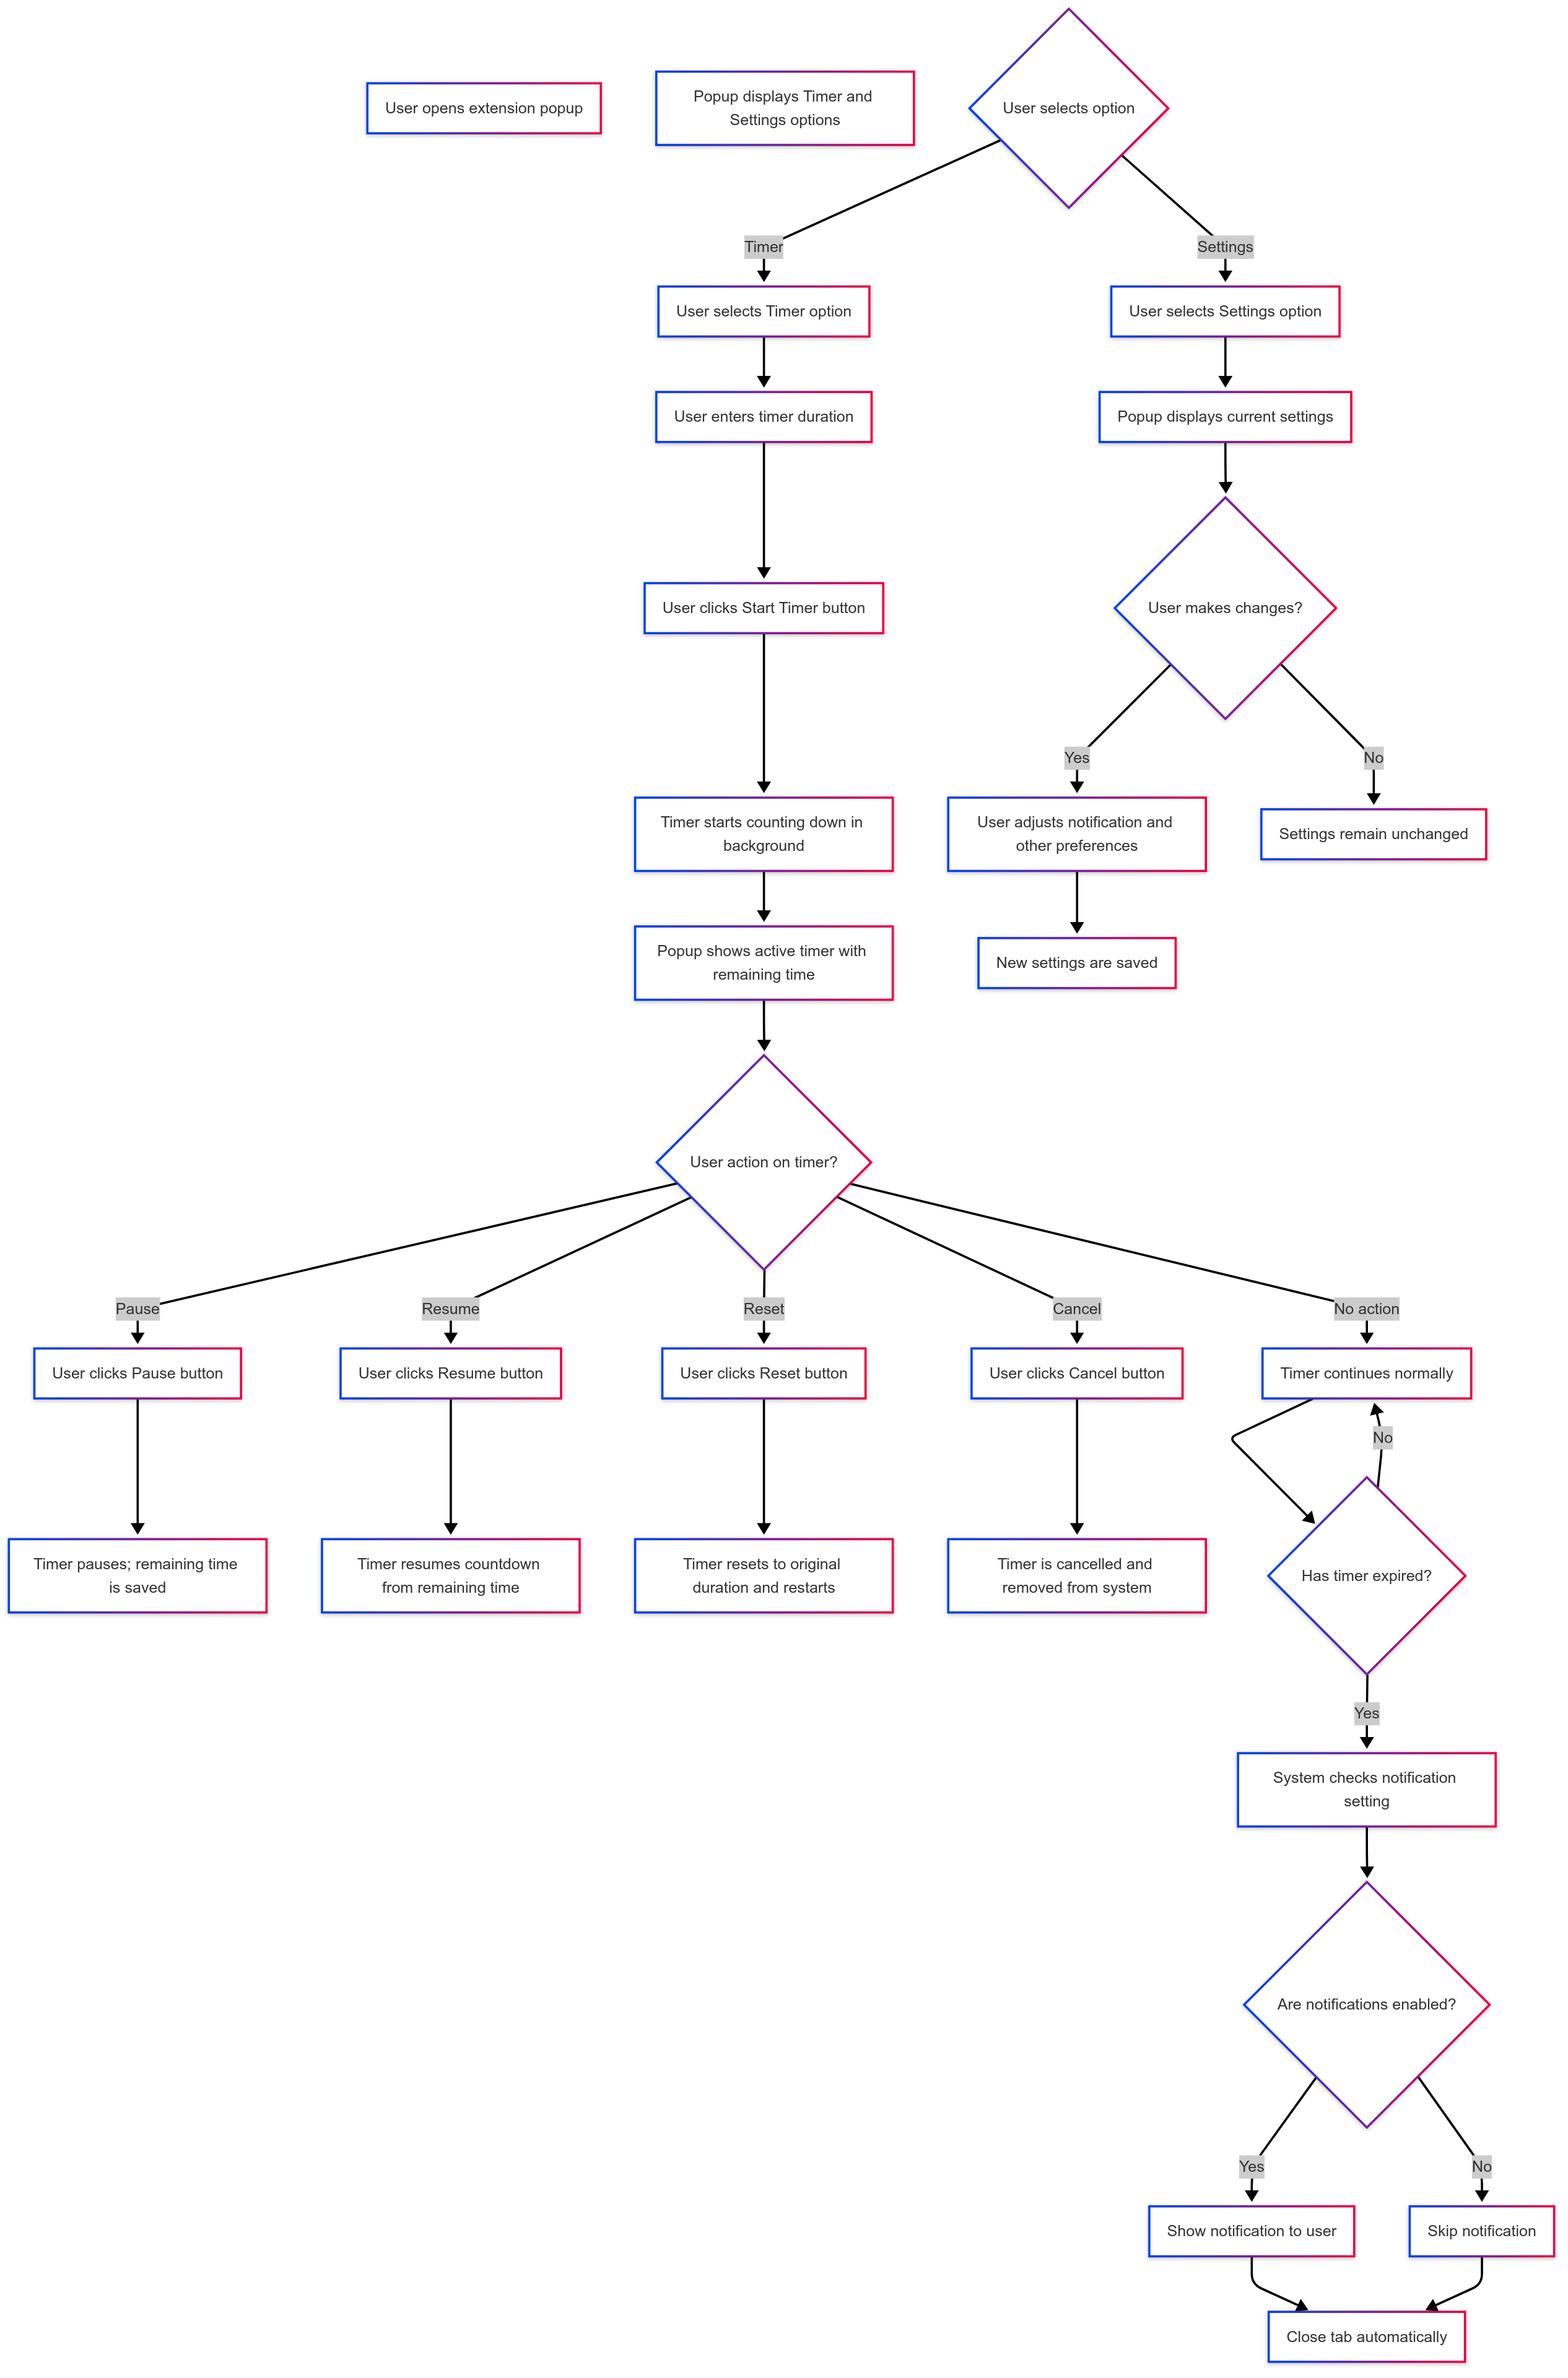 User opens extension popup
Popup displays Timer and
Settings options
User selects option
Timer
Settings
User selects Timer option
User selects Settings option
User enters timer duration
Popup displays current settings
User clicks Start Timer button
User makes changes?
Yes
No
Timer starts counting down in
background
User adjusts notification and
other preferences
Settings remain unchanged
Popup shows active timer with
remaining time
New settings are saved
User action on timer?
Pause
Resume
Reset
Cancel
No action
User clicks Pause button
User clicks Resume button
User clicks Reset button
User clicks Cancel button
Timer continues normally
No
Timer pauses; remaining time
is saved
Timer resumes countdown
from remaining time
Timer resets to original
duration and restarts
Timer is cancelled and
removed from system
Has timer expired?
Yes
System checks notification
setting
Are notifications enabled?
Yes
No
Show notification to user
Skip notification
Close tab automatically